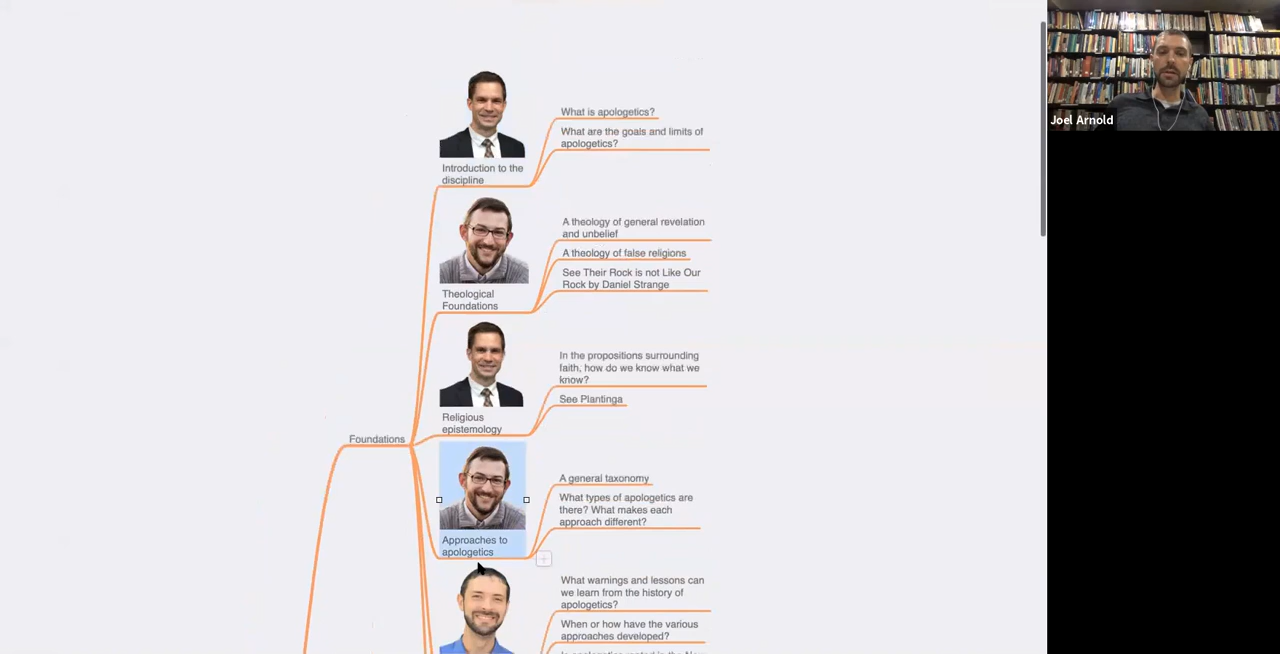 Joel Arnold
What is apologetics?
What are the goals and limits of
apologetics?
Introduction to the
discipline
A theology of general revelation
and unbelief
A theology of false religions
See Their Rock is not Like Our
Rock by Daniel Strange
Theological
Foundations
In the propositions surrounding
faith, how do we know what we
know?
See Plantinga
Religious
epistemology
Foundations
A general taxonomy
What types of apologetics are
there? What makes each
approach different?
Approaches to
apologetics
What warnings and lessons can
we learn from the history of
apologetics?
When or how have the various
approaches developed?